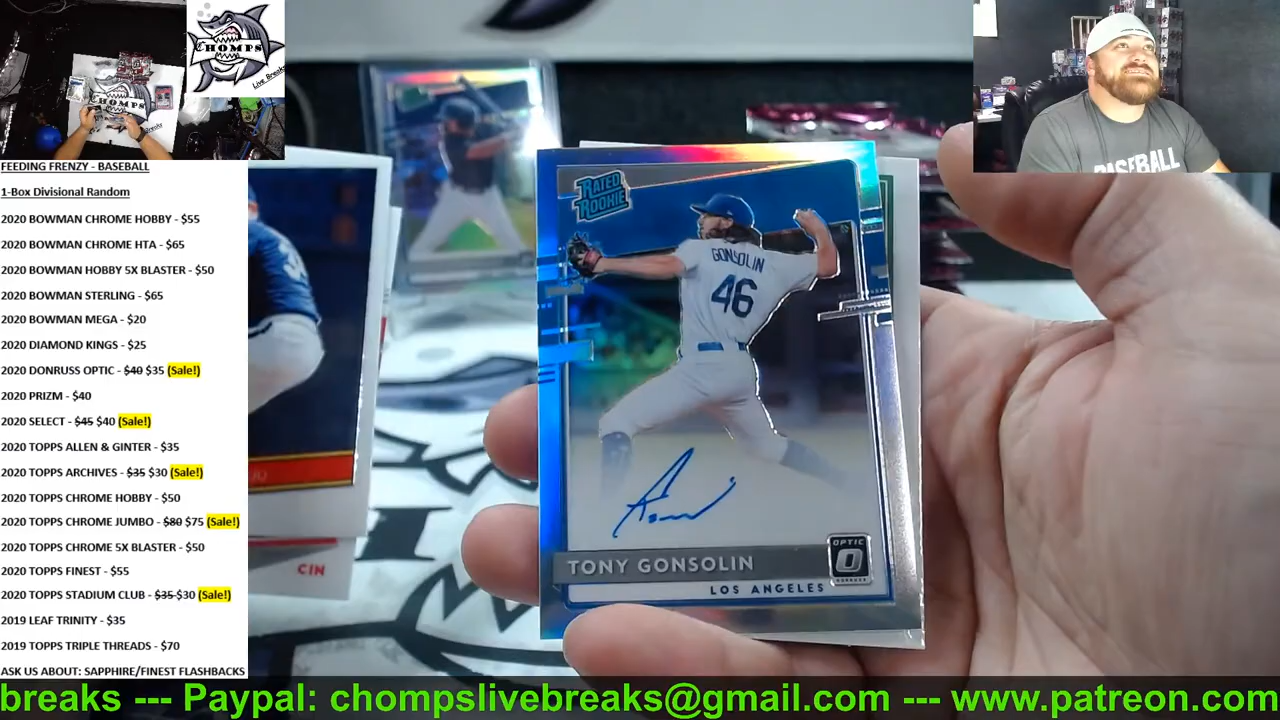 CHOMPS
Live Breaks
CHOMPS
BASEBALL
FEEDING FRENZY - BASEBALL
1-Box Divisional Random
2020 BOWMAN CHROME HOBBY - $55
2020 BOWMAN CHROME HTA - $65
2020 BOWMAN HOBBY 5X BLASTER - $50
2020 BOWMAN STERLING - $65
2020 BOWMAN MEGA - $20
2020 DIAMOND KINGS - $25
2020 DONRUSS OPTIC - $40 $35 (Sale!)
2020 PRIZM - $40
2020 SELECT - $45 $40 (Sale!)
2020 TOPPS ALLEN & GINTER - $35
2020 TOPPS ARCHIVES - $35 $30 (Sale!)
2020 TOPPS CHROME HOBBY - $50
2020 TOPPS CHROME JUMBO - $80 $75 (Sale!)
2020 TOPPS CHROME 5X BLASTER - $50
2020 TOPPS FINEST - $55
2020 TOPPS STADIUM CLUB - $35 $30 (Sale!)
2019 LEAF TRINITY - $35
2019 TOPPS TRIPLE THREADS - $70
ASK US ABOUT: SAPPHIRE/FINEST FLASHBACKS
RATED
ROOKIE
GONSOLIN
46
TONY GONSOLIN
OPTIC
LOS ANGELES
CIN
breaks --- Paypal: chompslivebreaks@gmail.com --- www.patreon.com